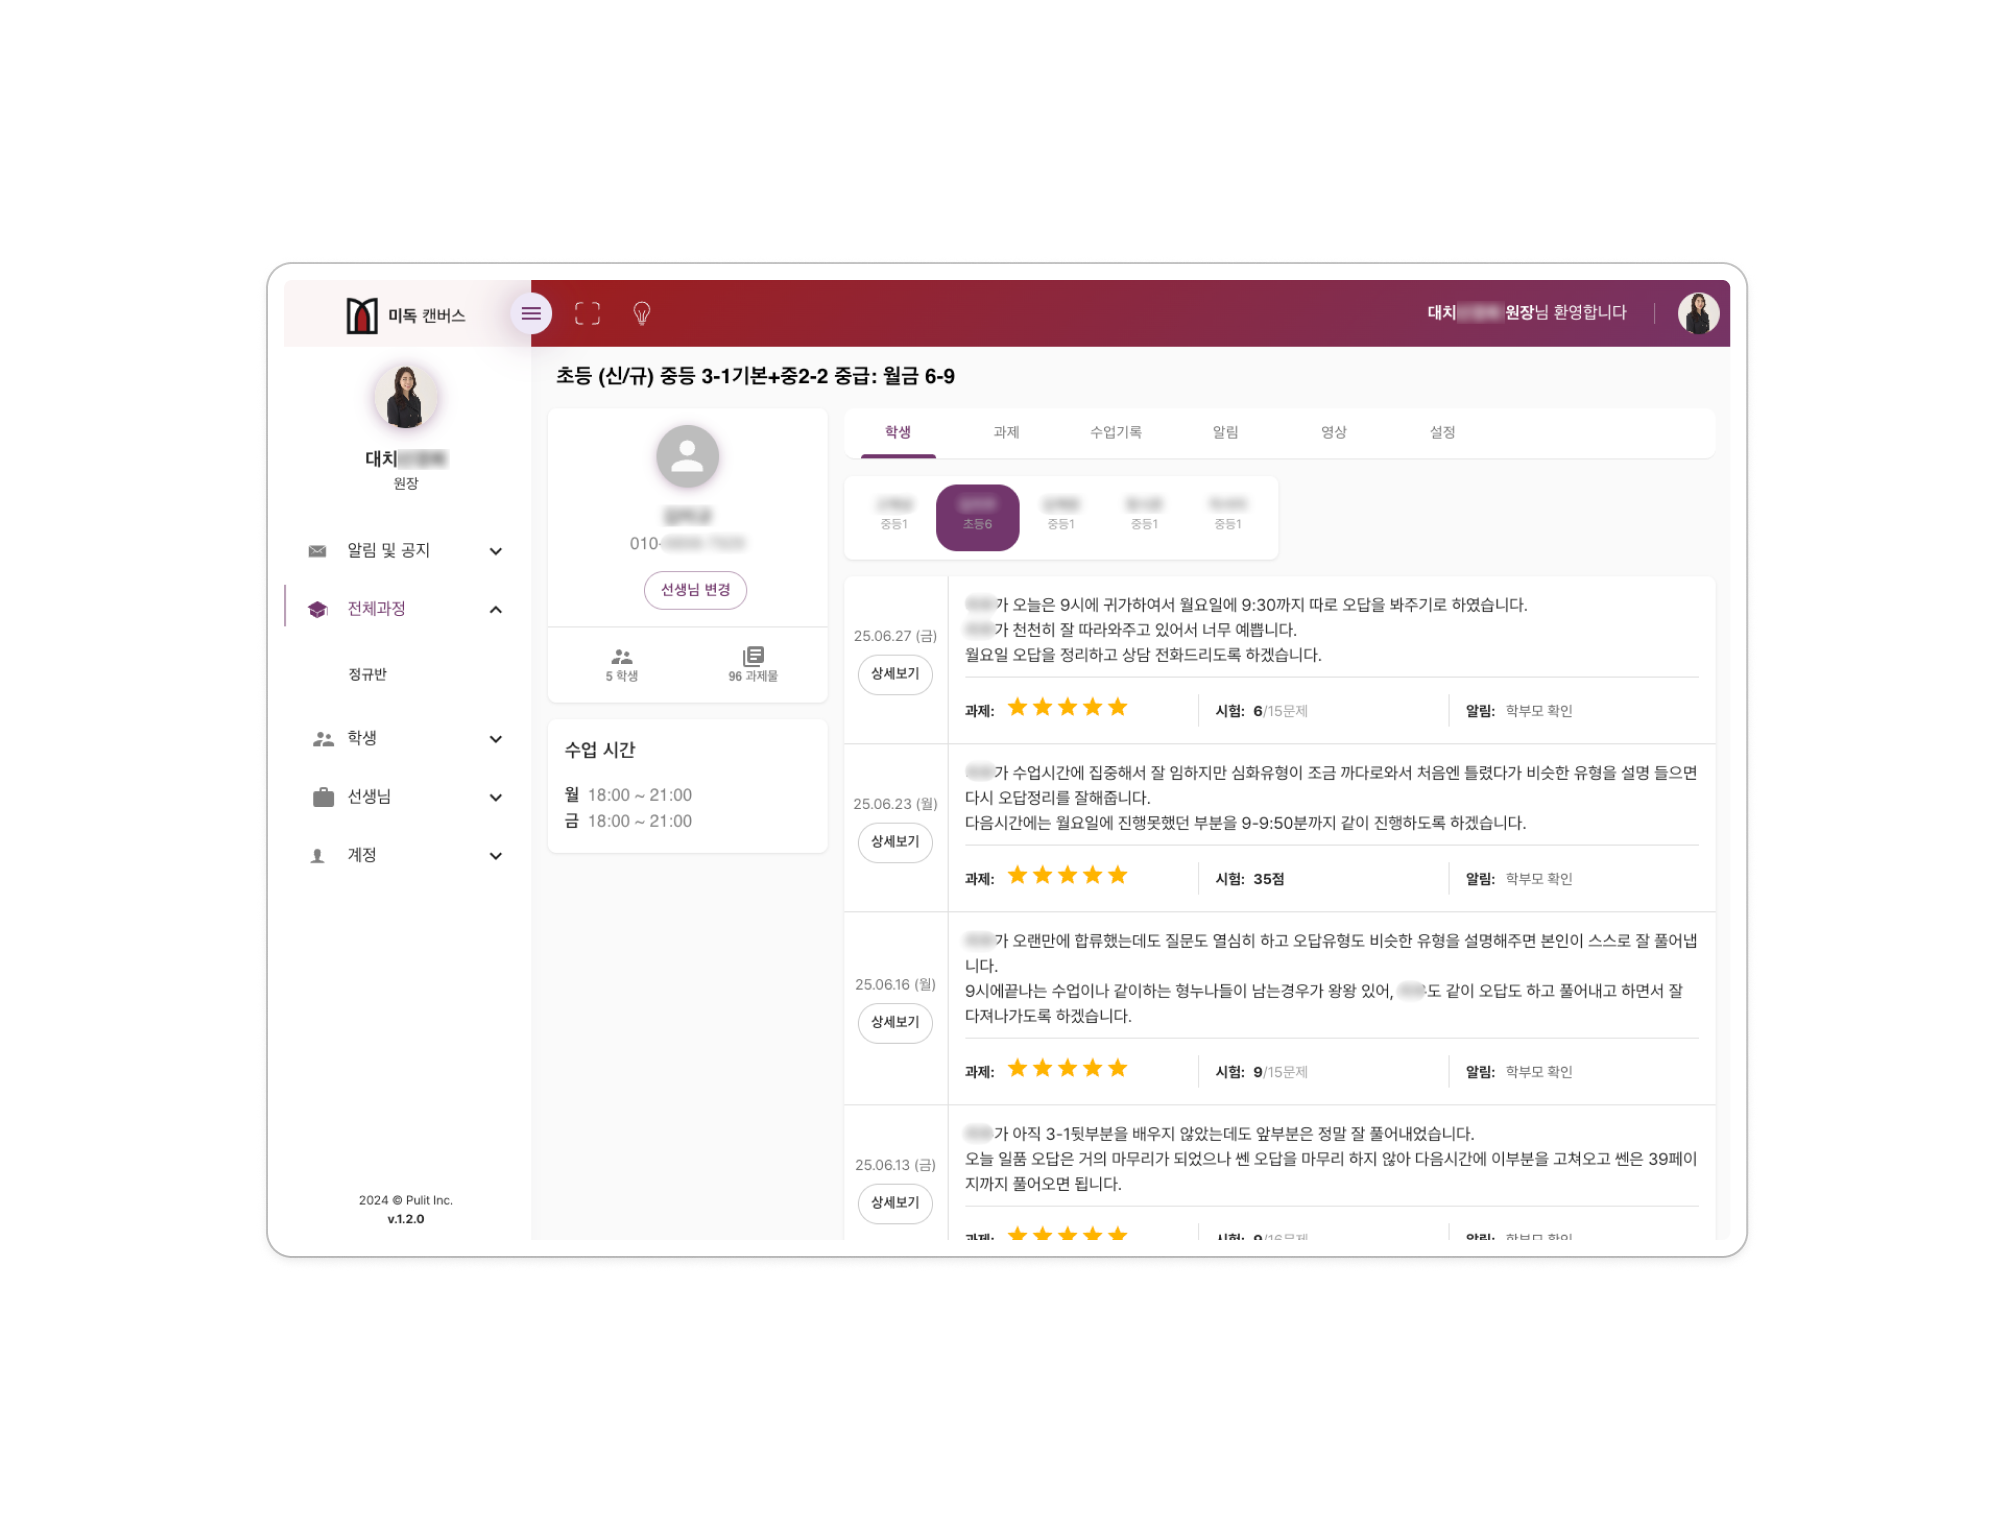 미독 캔버스
대치 원장님 환영합니다
대치
원장
알림 및 공지
전체과정
정규반
학생
선생님
계정
2024 © Pulit Inc.
v.1.2.0
초등 (신/규) 중등 3-1기본+중2-2 중급: 월금 6-9
010-
선생님 변경
5 학생
96 과제물
수업 시간
월 18:00 ~ 21:00
금 18:00 ~ 21:00
학생 과제 수업기록 알림 영상 설정
중등1 초등6 중등1 중등1 중등1
25.06.27 (금)
상세보기
가 오늘은 9시에 귀가하여서 월요일에 9:30까지 따로 오답을 봐주기로 하였습니다.
가 천천히 잘 따라와주고 있어서 너무 예쁩니다.
월요일 오답을 정리하고 상담 전화드리도록 하겠습니다.
과제: 시험: 6/15문제 알림: 학부모 확인
25.06.23 (월)
상세보기
가 수업시간에 집중해서 잘 임하지만 심화유형이 조금 까다로와서 처음엔 틀렸다가 비슷한 유형을 설명 들으면
다시 오답정리를 잘해줍니다.
다음시간에는 월요일에 진행못했던 부분을 9-9:50분까지 같이 진행하도록 하겠습니다.
과제: 시험: 35점 알림: 학부모 확인
25.06.16 (월)
상세보기
가 오랜만에 합류했는데도 질문도 열심히 하고 오답유형도 비슷한 유형을 설명해주면 본인이 스스로 잘 풀어냅
니다.
9시에끝나는 수업이나 같이하는 형누나들이 남는경우가 왕왕 있어, 도 같이 오답도 하고 풀어내고 하면서 잘
다져나가도록 하겠습니다.
과제: 시험: 9/15문제 알림: 학부모 확인
25.06.13 (금)
상세보기
가 아직 3-1뒷부분을 배우지 않았는데도 앞부분은 정말 잘 풀어내었습니다.
오늘 일품 오답은 거의 마무리가 되었으나 쎈 오답을 마무리 하지 않아 다음시간에 이부분을 고쳐오고 쎈은 39페이
지까지 풀어오면 됩니다.
과제: 시험: 9/16문제 알림: 학부모 확인